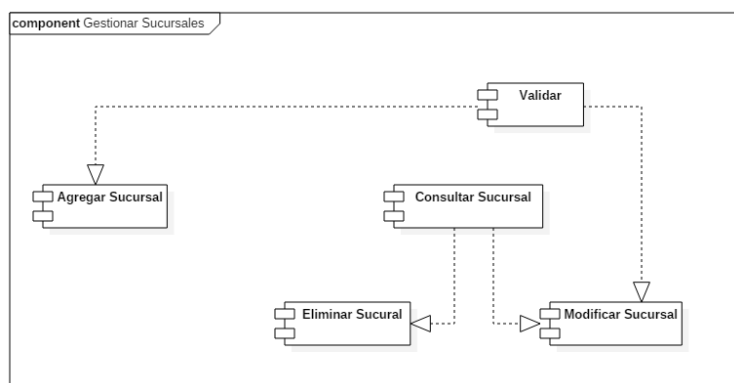 component Gestionar Sucursales
Validar
Agregar Sucursal
Consultar Sucursal
Eliminar Sucural
Modificar Sucursal